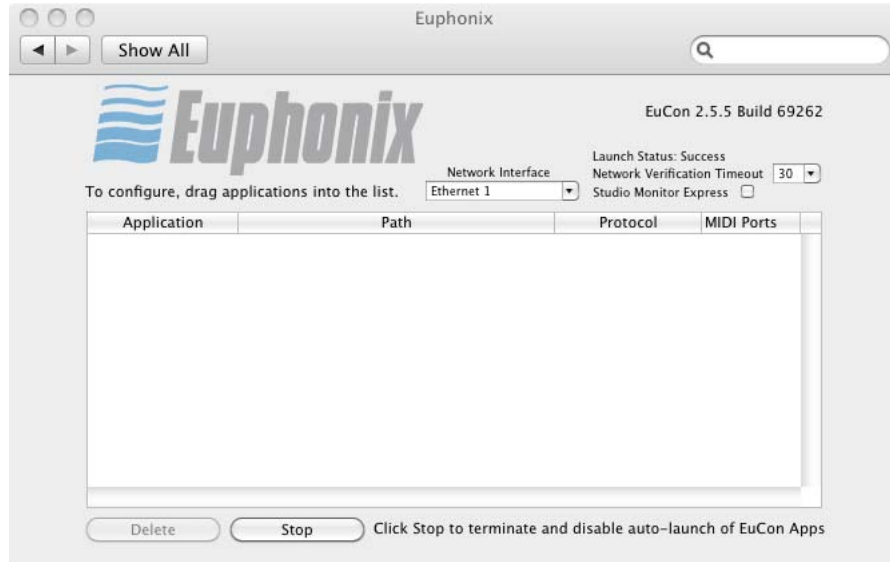 Euphonix
Show All
Euphonix
EuCon 2.5.5 Build 69262
Launch Status: Success
Network Interface
Network Verification Timeout 30
To configure, drag applications into the list.
Ethernet 1
Studio Monitor Express
Application Path Protocol MIDI Ports
Delete Stop Click Stop to terminate and disable auto-launch of EuCon Apps